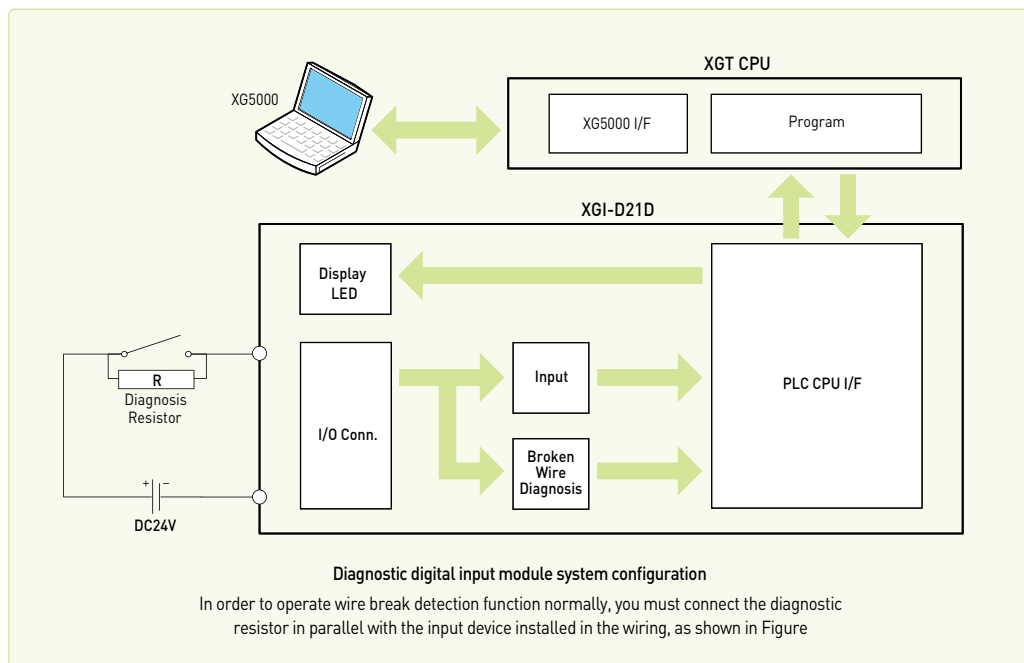 XGT CPU
XG5000
XG5000 I/F
Program
XGI-D21D
Display
LED
R
Diagnosis
Resistor
I/O Conn.
Input
PLC CPU I/F
Broken
Wire
Diagnosis
+ −
DC24V
Diagnostic digital input module system configuration
In order to operate wire break detection function normally, you must connect the diagnostic
resistor in parallel with the input device installed in the wiring, as shown in Figure